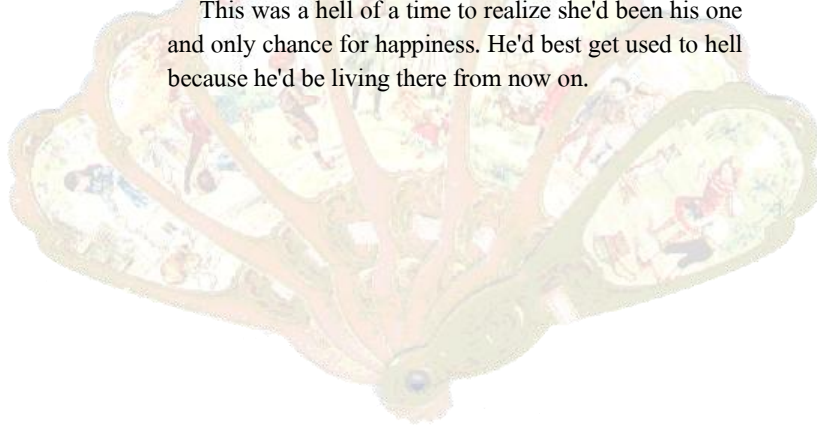 This was a hell of a time to realize she'd been his one
and only chance for happiness. He'd best get used to hell
because he'd be living there from now on.